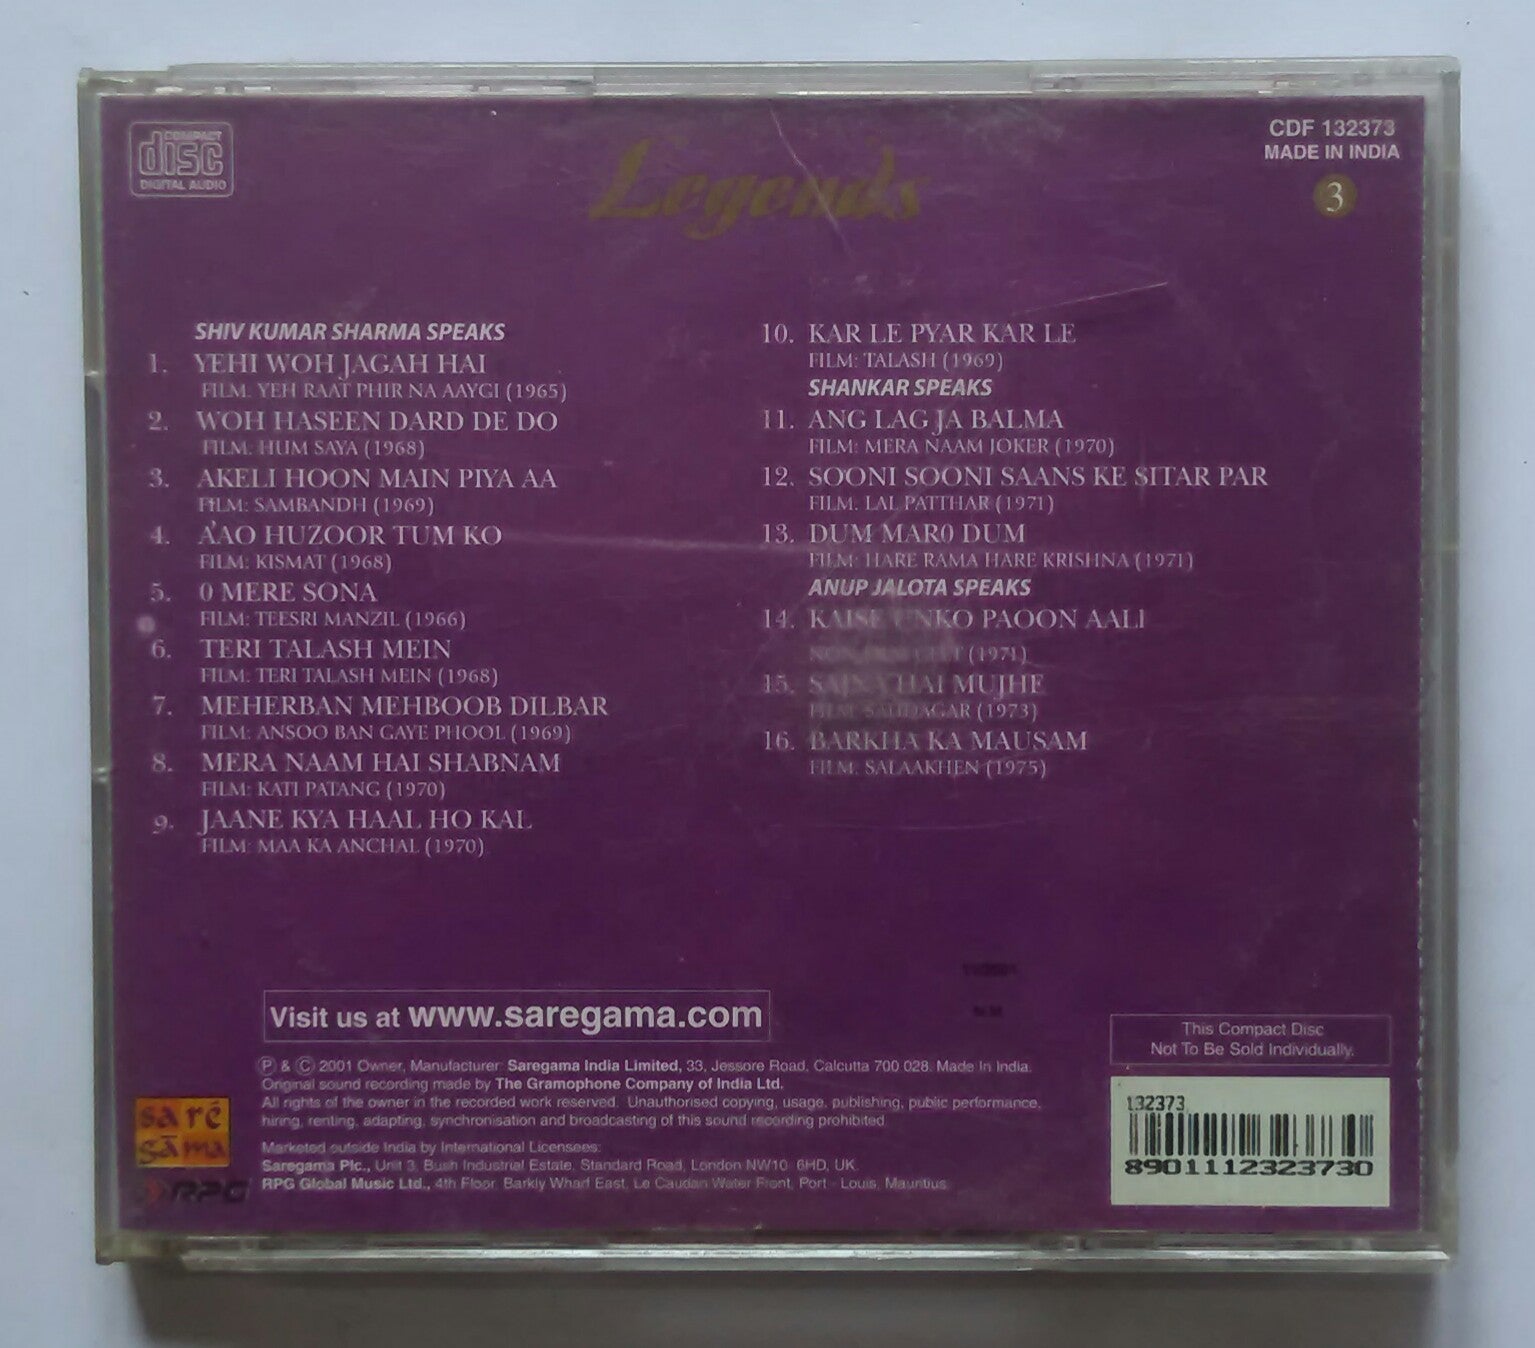 COMPACT
disc
DIGITAL AUDIO
Legends
CDF 132373
MADE IN INDIA
3
SHIV KUMAR SHARMA SPEAKS
1. YEHI WOH JAGAH HAI
FILM: YEH RAAT PHIR NA AAYGI (1965)
2. WOH HASEEN DARD DE DO
FILM: HUM SAYA (1968)
3. AKELI HOON MAIN PIYA AA
FILM: SAMBANDH (1969)
4. A'AO HUZOOR TUM KO
FILM: KISMAT (1968)
5. 0 MERE SONA
FILM: TEESRI MANZIL (1966)
6. TERI TALASH MEIN
FILM: TERI TALASH MEIN (1968)
7. MEHERBAN MEHBOOB DILBAR
FILM: ANSOO BAN GAYE PHOOL (1969)
8. MERA NAAM HAI SHABNAM
FILM: KATI PATANG (1970)
9. JAANE KYA HAAL HO KAL
FILM: MAA KA ANCHAL (1970)
10. KAR LE PYAR KAR LE
FILM: TALASH (1969)
SHANKAR SPEAKS
11. ANG LAG JA BALMA
FILM: MERA NAAM JOKER (1970)
12. SOONI SOONI SAANS KE SITAR PAR
FILM. LAL PATTHAR (1971)
13. DUM MAR0 DUM
FILM: HARE RAMA HARE KRISHNA (1971)
ANUP JALOTA SPEAKS
14. KAISE UNKO PAOON AALI
NON FILM GEET (1971)
15. SAJNA HAI MUJHE
FILM: SAUDAGAR (1973)
16. BARKHA KA MAUSAM
FILM: SALAAKHEN (1975)
Visit us at www.saregama.com
℗ & © 2001 Owner, Manufacturer: Saregama India Limited, 33, Jessore Road, Calcutta 700 028. Made In India.
Original sound recording made by The Gramophone Company of India Ltd.
All rights of the owner in the recorded work reserved. Unauthorised copying, usage, publishing, public performance,
hiring, renting, adapting, synchronisation and broadcasting of this sound recording prohibited.
Marketed outside India by International Licensees:
Saregama Plc., Unit 3, Bush Industrial Estate, Standard Road, London NW10 6HD, UK.
RPG Global Music Ltd., 4th Floor, Barkly Wharf East, Le Caudan Water Front, Port - Louis, Mauritius.
sa re
ga ma
RPG
This Compact Disc
Not To Be Sold Individually.
132373
8901112323730